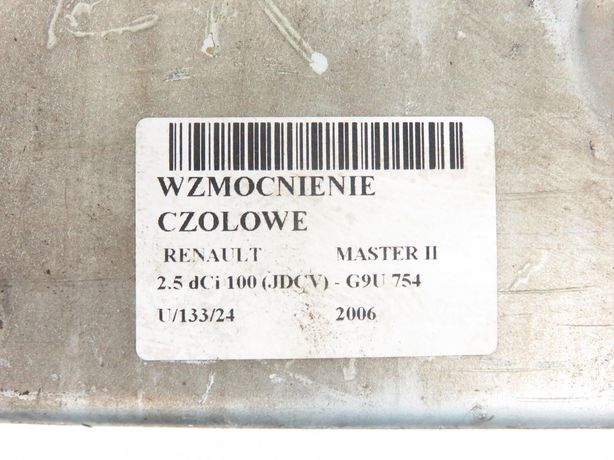 WZMOCNIENIE
CZOLOWE
RENAULT MASTER II
2.5 dCi 100 (JDCV) - G9U 754
U/133/24 2006